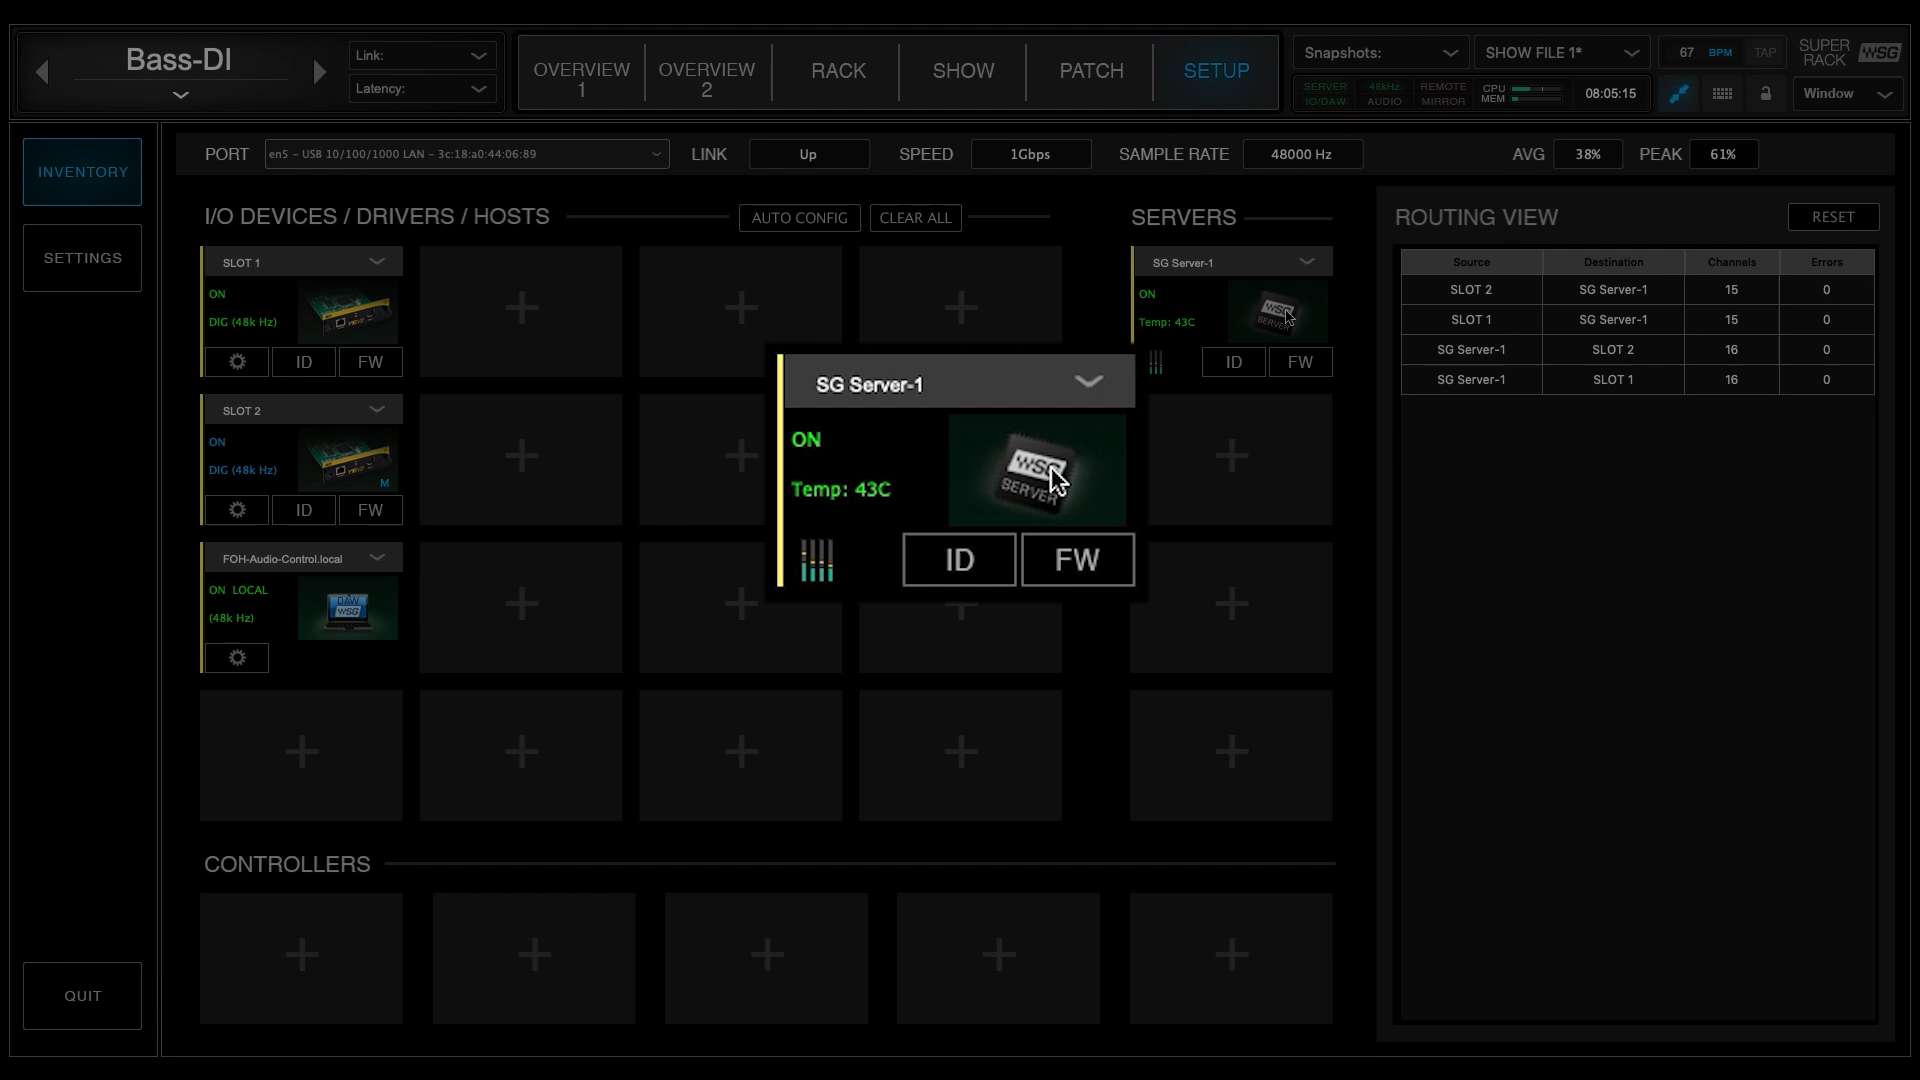 Bass-DI
Link:
Latency:
OVERVIEW 1
OVERVIEW 2
RACK
SHOW
PATCH
SETUP
Snapshots:
SHOW FILE 1*
67 BPM TAP
SUPER RACK WSG
SERVER IO/DAW
48kHz AUDIO
REMOTE MIRROR
CPU
MEM
08:05:15
Window
INVENTORY
SETTINGS
QUIT
PORT en5 - USB 10/100/1000 LAN - 3c:18:a0:44:06:89 LINK Up SPEED 1Gbps SAMPLE RATE 48000 Hz AVG 38% PEAK 61%
I/O DEVICES / DRIVERS / HOSTS AUTO CONFIG CLEAR ALL
SLOT 1
ON
DIG (48k Hz)
ID FW
SLOT 2
ON
DIG (48k Hz)
M
ID FW
FOH-Audio-Control.local
ON LOCAL
(48k Hz)
DAW
WSG
SERVERS
SG Server-1
ON
Temp: 43C
WSG
SERVER
ID FW
SG Server-1
ON
Temp: 43C
WSG
SERVER
ID FW
CONTROLLERS
ROUTING VIEW RESET
Source Destination Channels Errors
SLOT 2 SG Server-1 15 0
SLOT 1 SG Server-1 15 0
SG Server-1 SLOT 2 16 0
SG Server-1 SLOT 1 16 0